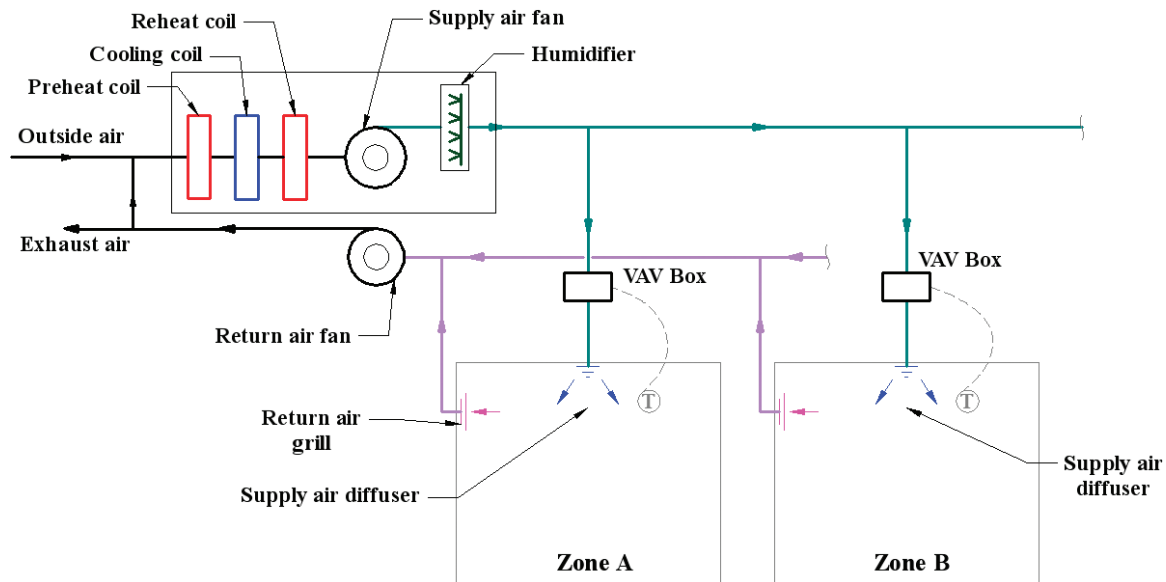 Reheat coil
Supply air fan
Cooling coil
Humidifier
Preheat coil
Outside air
Exhaust air
VAV Box
VAV Box
Return air fan
T
T
Return air
grill
Supply air diffuser
Supply air
diffuser
Zone A
Zone B